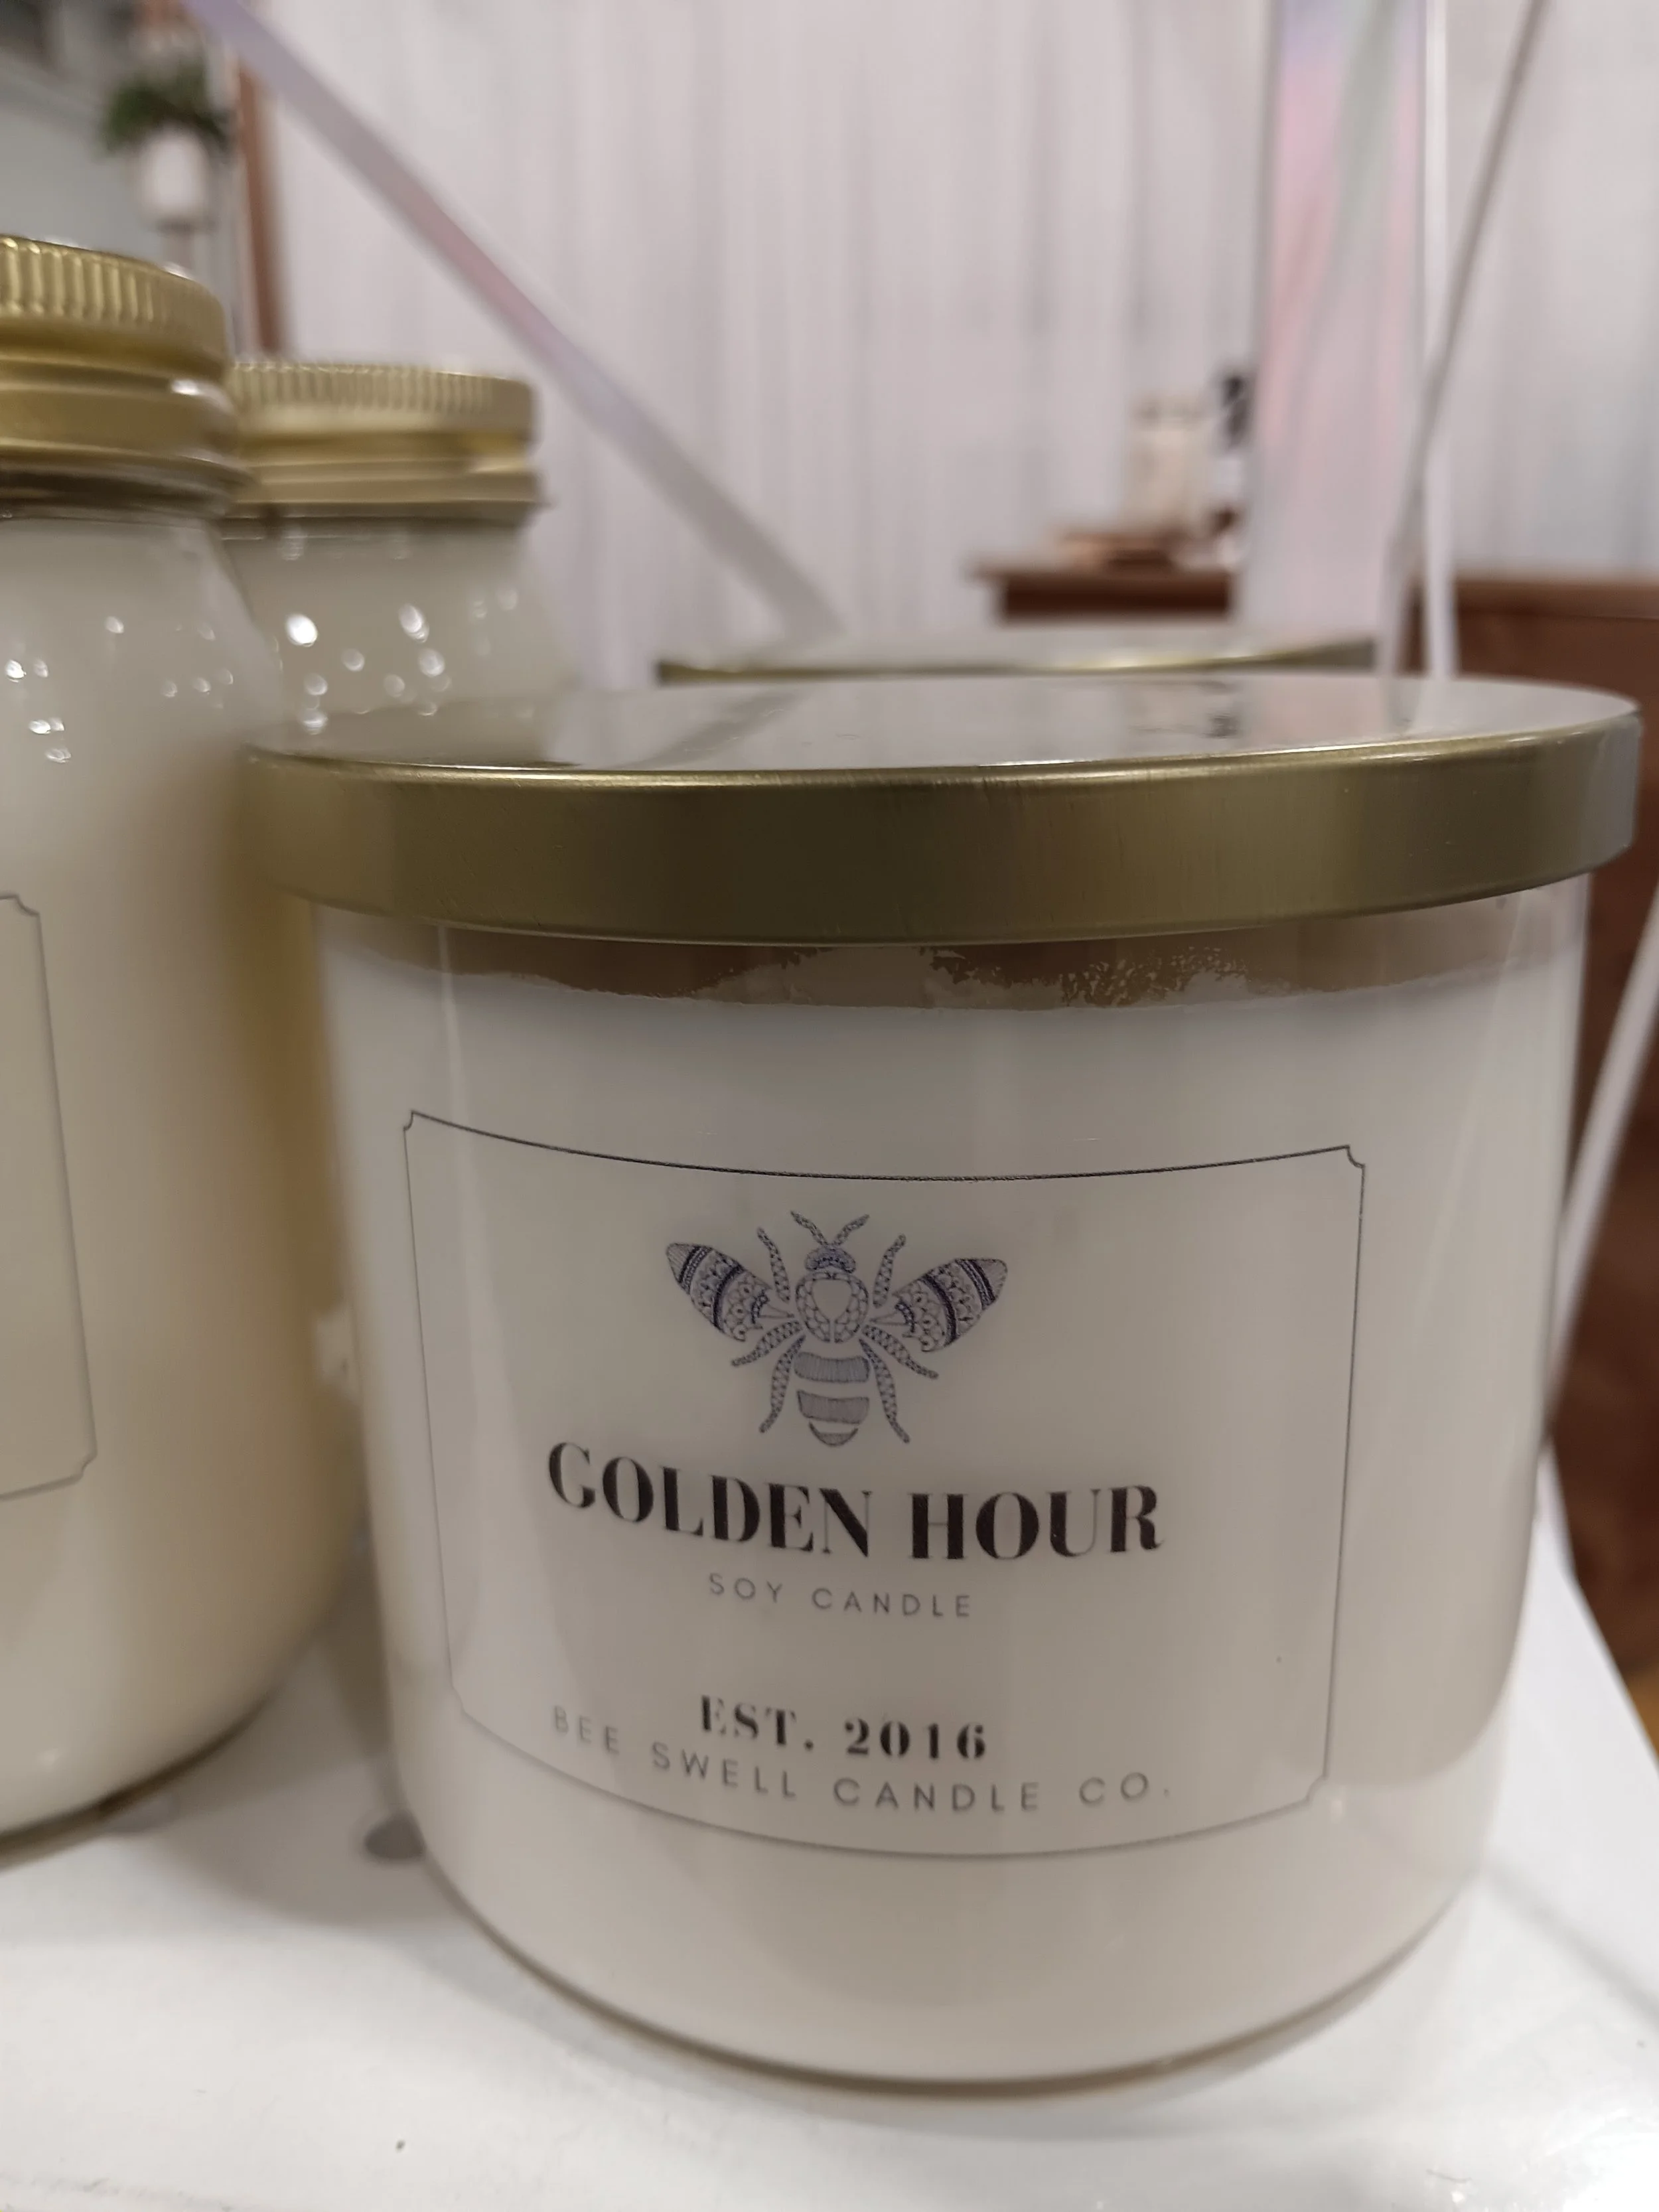 GOLDEN HOUR
SOY CANDLE
EST. 2016
BEE SWELL CANDLE CO.